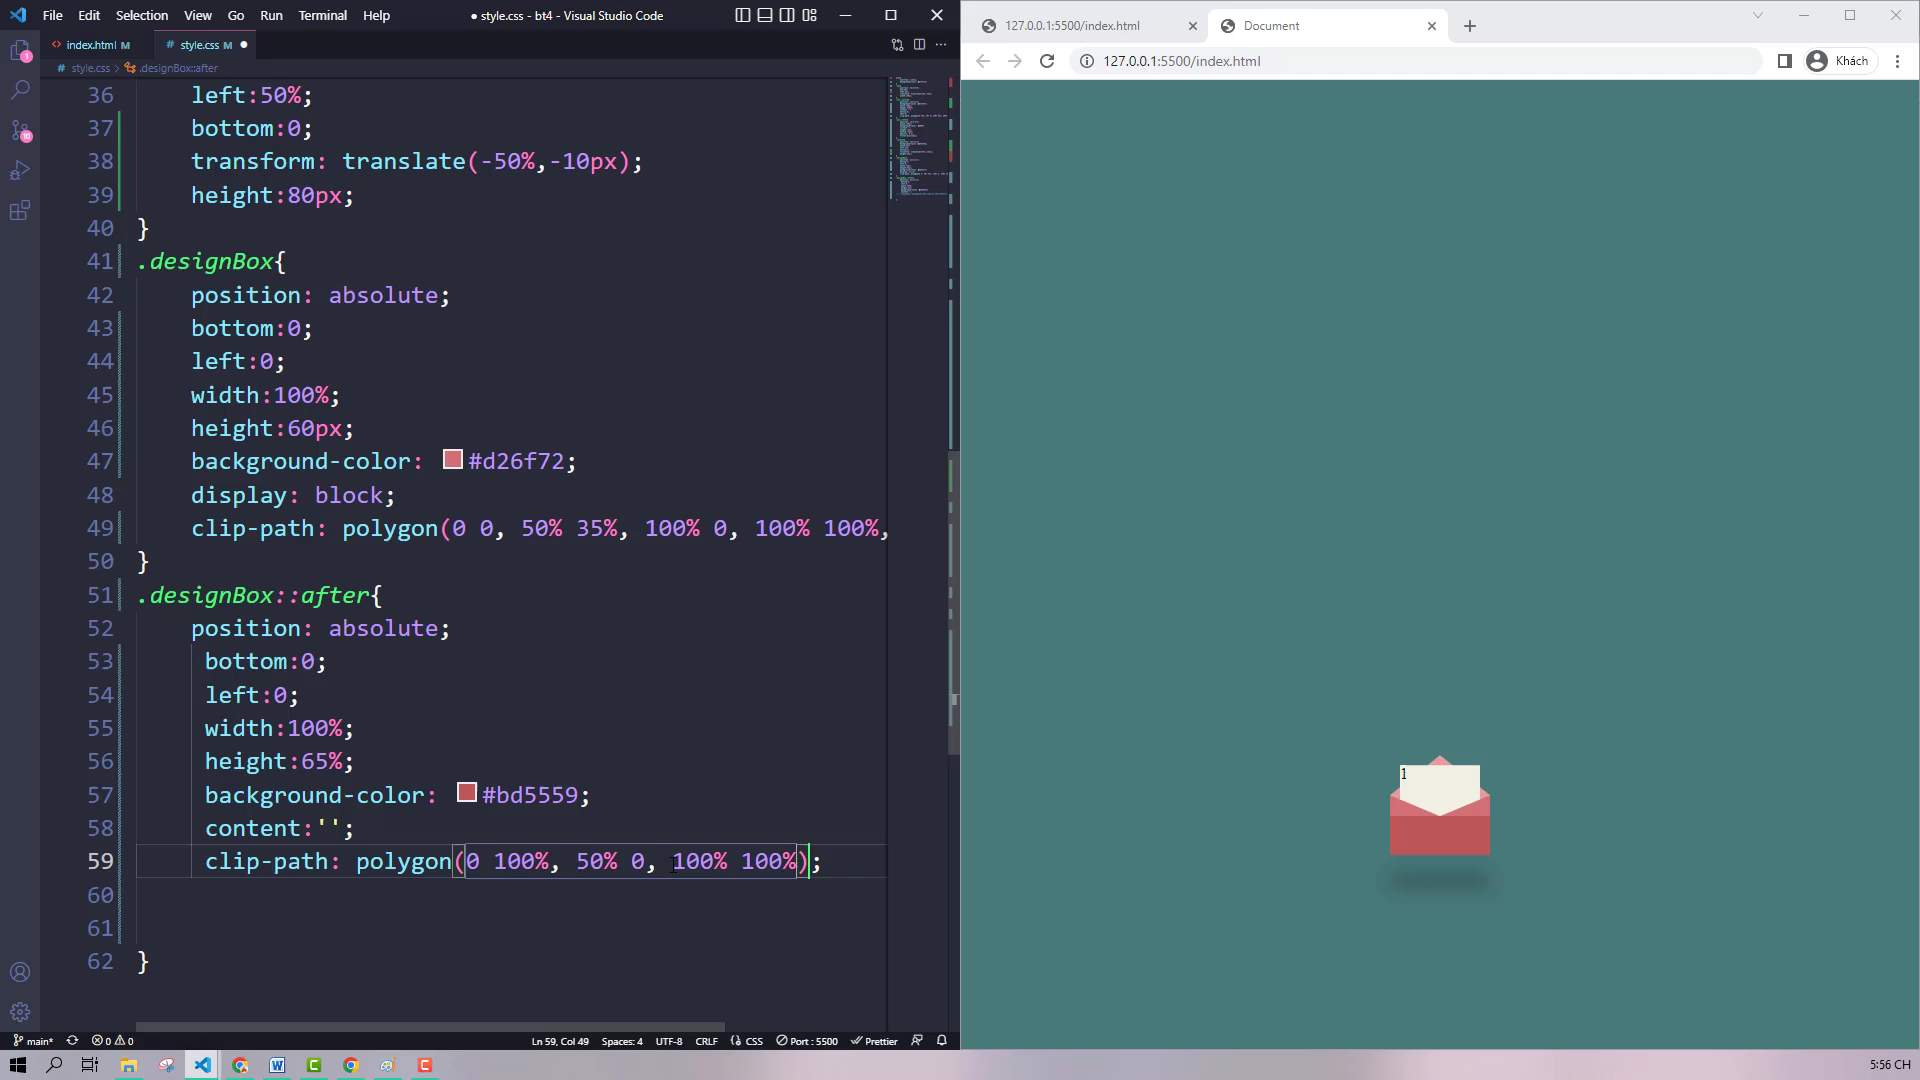 File Edit Selection View Go Run Terminal Help
● style.css - bt4 - Visual Studio Code
127.0.0.1:5500/index.html
Document
index.html M
# style.css M
127.0.0.1:5500/index.html
Khách
# style.css > .designBox::after
36 left:50%;
37 bottom:0;
38 transform: translate(-50%,-10px);
39 height:80px;
40 }
41 .designBox{
42 position: absolute;
43 bottom:0;
44 left:0;
45 width:100%;
46 height:60px;
47 background-color: #d26f72;
48 display: block;
49 clip-path: polygon(0 0, 50% 35%, 100% 0, 100% 100%,
50 }
51 .designBox::after{
52 position: absolute;
53 bottom:0;
54 left:0;
55 width:100%;
56 height:65%;
57 background-color: #bd5559;
58 content:'';
59 clip-path: polygon(0 100%, 50% 0, 100% 100%);
60
61
62 }
1
1
10
main* 0 0
Ln 59, Col 49 Spaces: 4 UTF-8 CRLF CSS Port : 5500 Prettier
5:56 CH